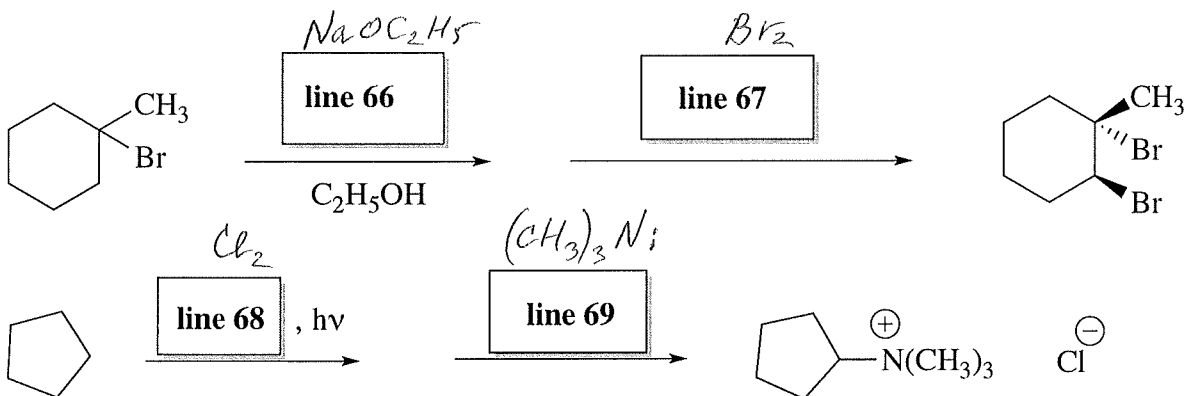 NaOC2H5
Br2
line 66
line 67
CH3
Br
C2H5OH
CH3
Br
Br
Cl2
(CH3)3 N:
line 68 , hν
line 69
⊕
N(CH3)3
Cl ⊖